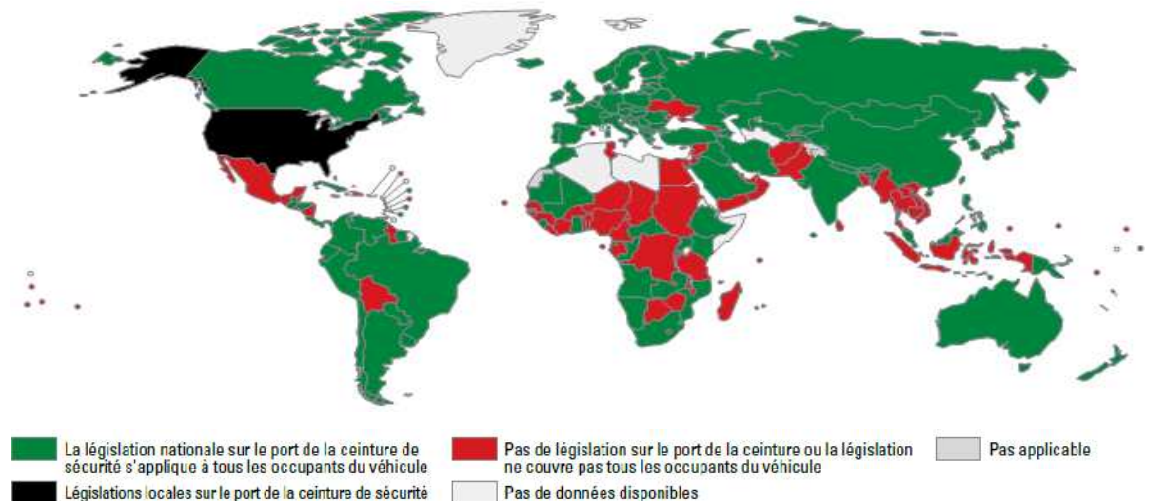 La législation nationale sur le port de la ceinture de
sécurité s'applique à tous les occupants du véhicule
Pas de législation sur le port de la ceinture ou la législation
ne couvre pas tous les occupants du véhicule
Pas applicable
Législations locales sur le port de la ceinture de sécurité
Pas de données disponibles